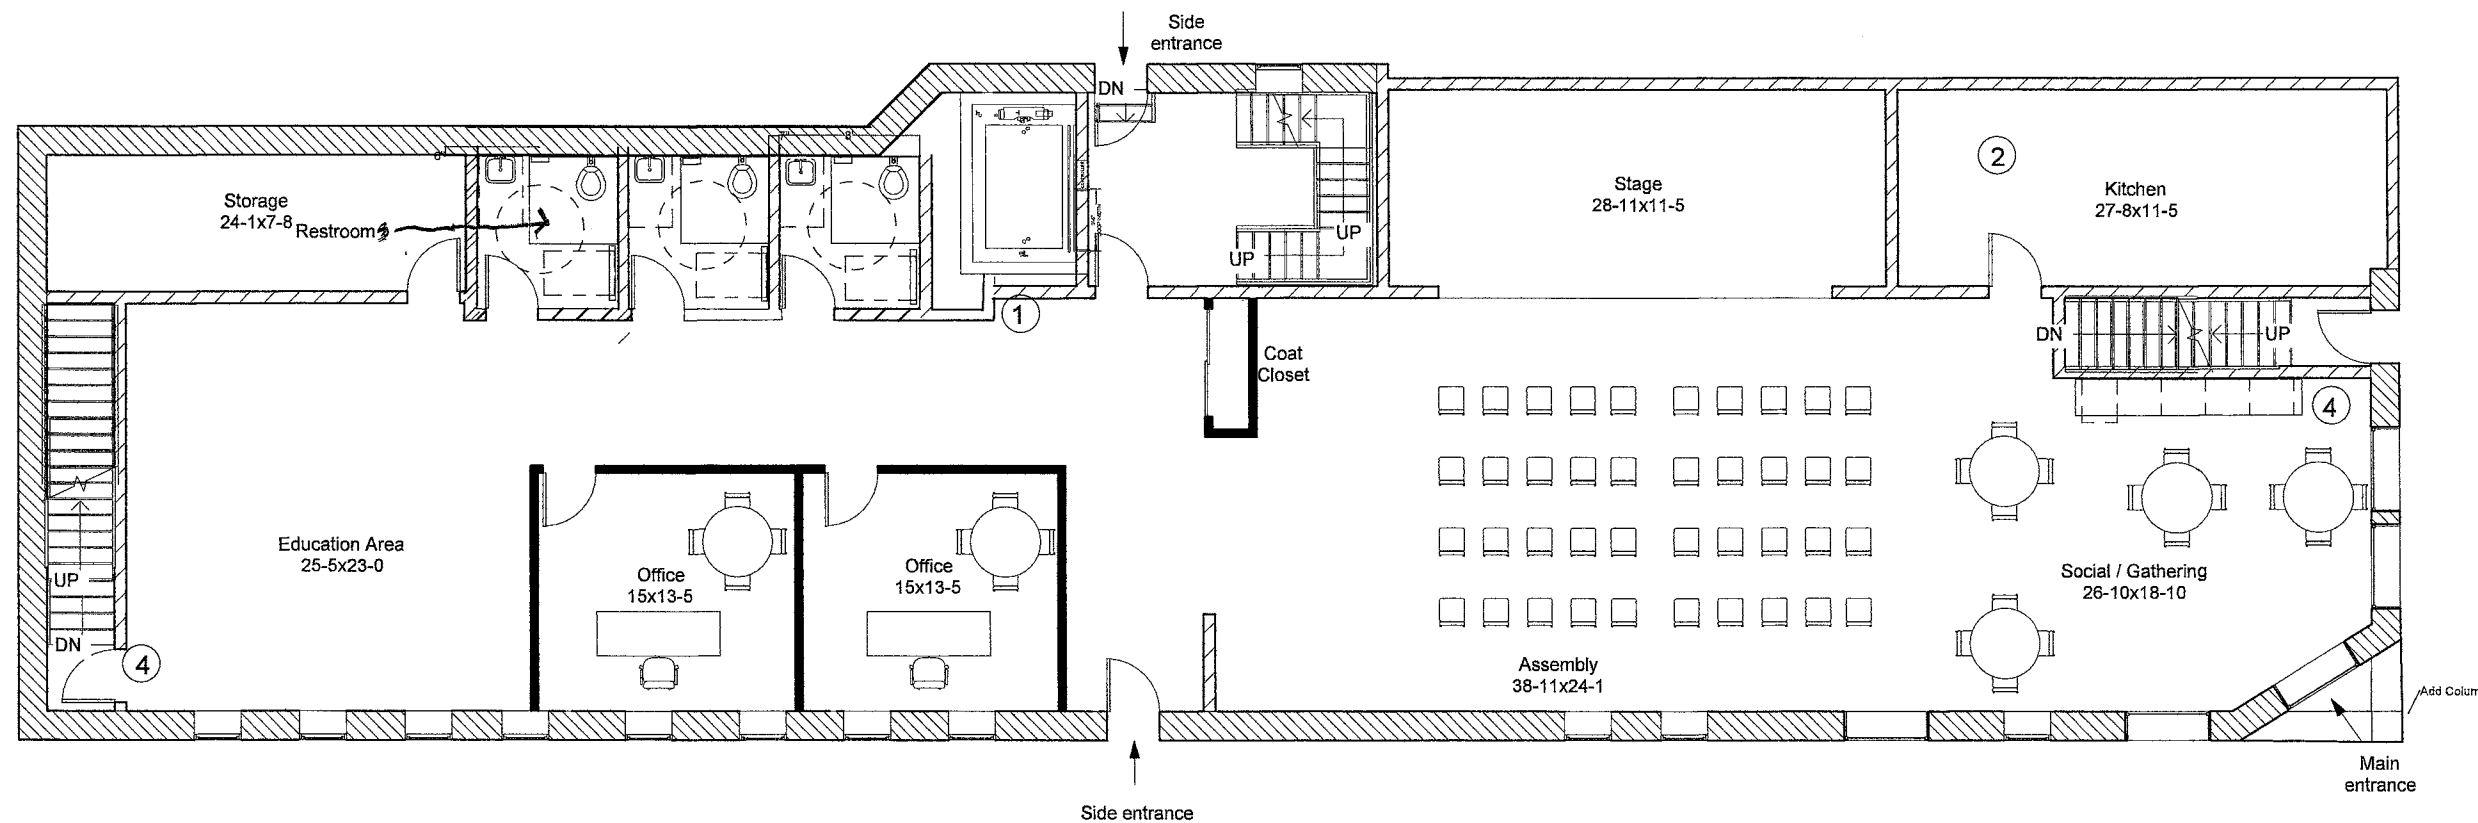 Side
entrance
DN
Storage
24-1x7-8
Restrooms
UP
UP
Stage
28-11x11-5
2
Kitchen
27-8x11-5
1
DN
UP
Coat
Closet
4
Education Area
25-5x23-0
UP
DN
4
Office
15x13-5
Office
15x13-5
Social / Gathering
26-10x18-10
Assembly
38-11x24-1
Add Colum
Main
entrance
Side entrance